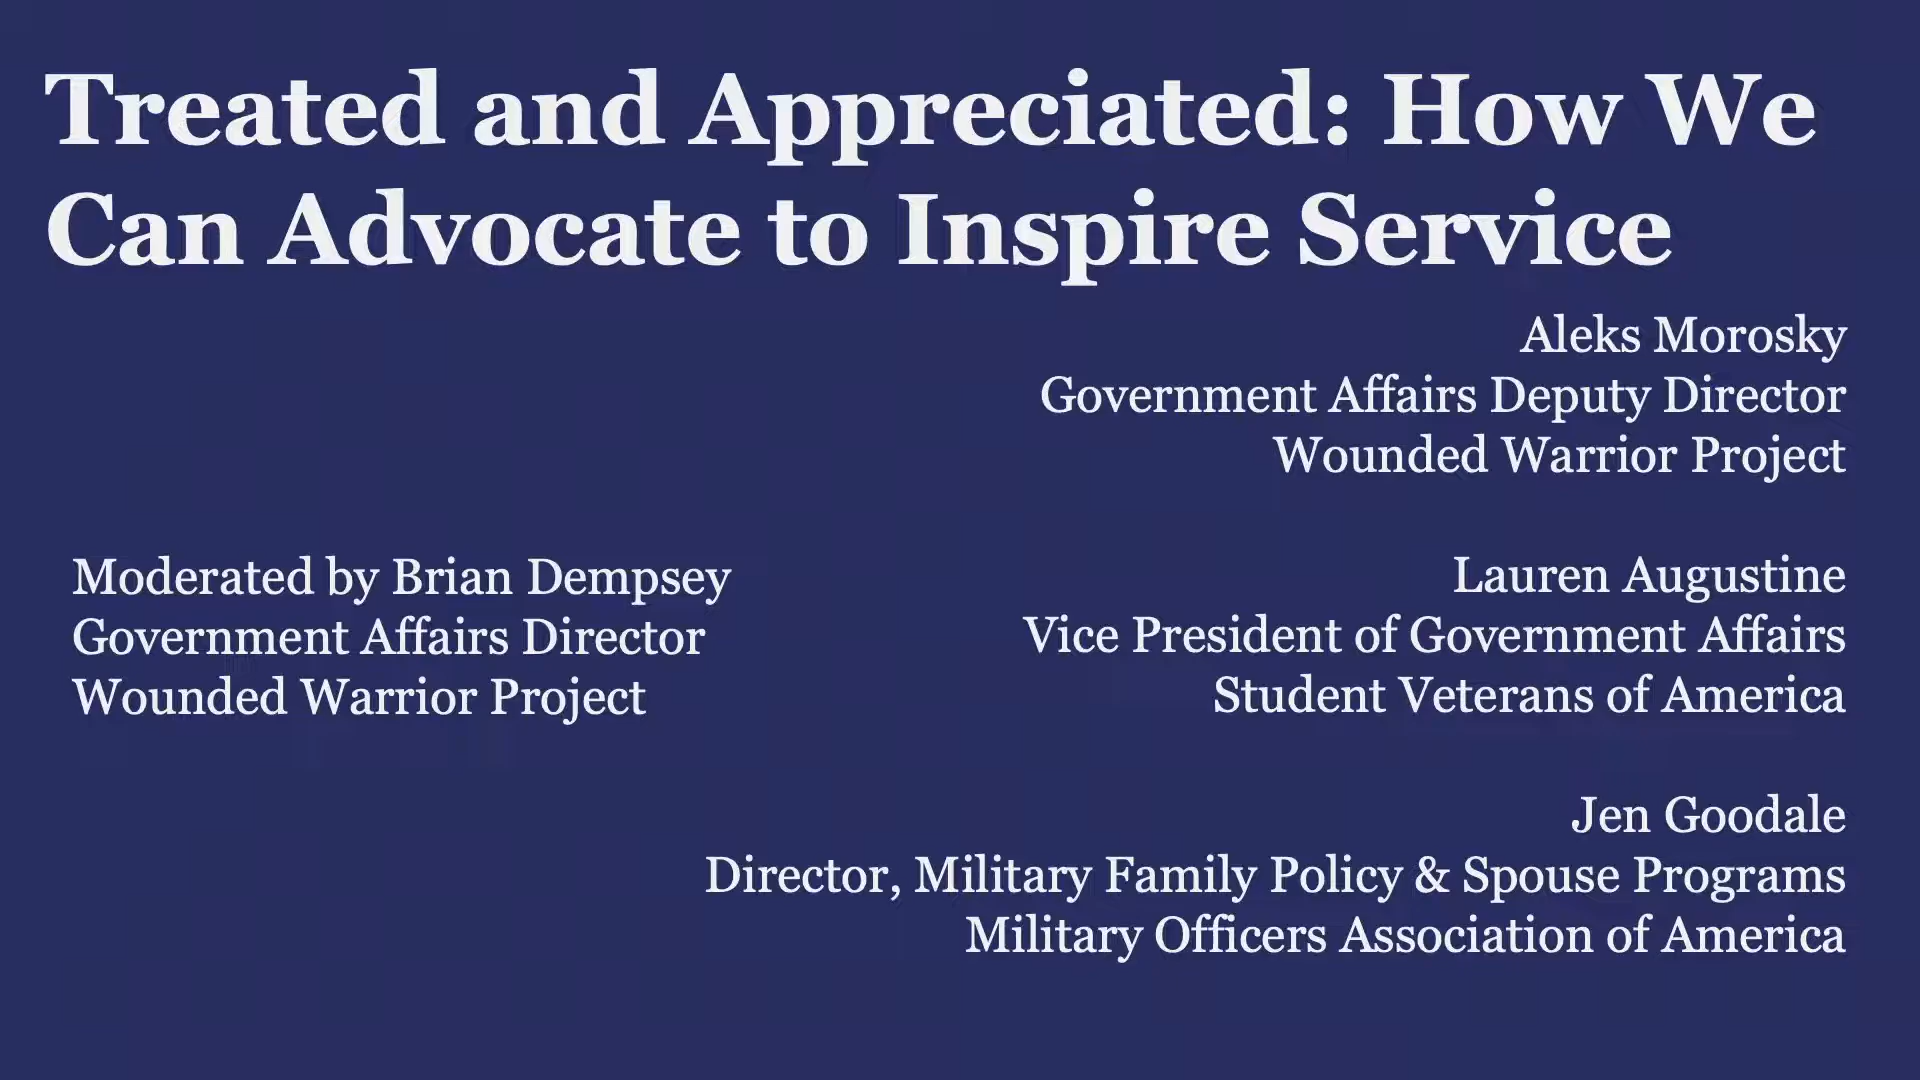 Treated and Appreciated: How We
Can Advocate to Inspire Service
Moderated by Brian Dempsey
Government Affairs Director
Wounded Warrior Project
Aleks Morosky
Government Affairs Deputy Director
Wounded Warrior Project
Lauren Augustine
Vice President of Government Affairs
Student Veterans of America
Jen Goodale
Director, Military Family Policy & Spouse Programs
Military Officers Association of America